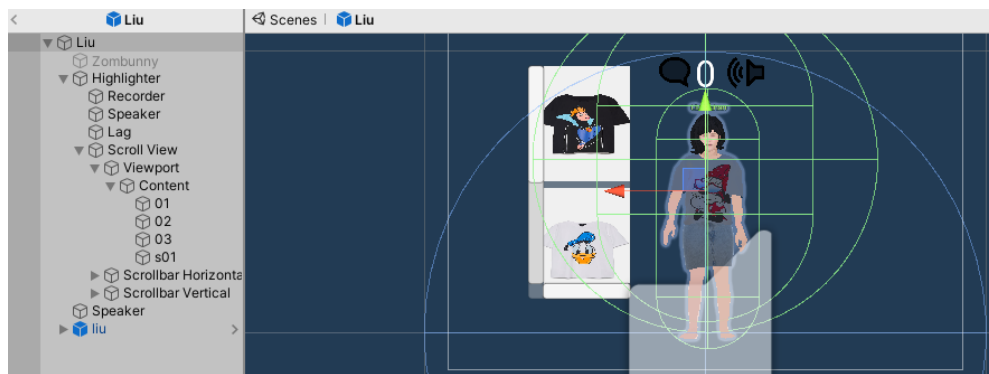 Liu
Scenes
Liu
Liu
Zombunny
Highlighter
Recorder
Speaker
Lag
Scroll View
Viewport
Content
01
02
03
s01
Scrollbar Horizonta
Scrollbar Vertical
Speaker
liu
0